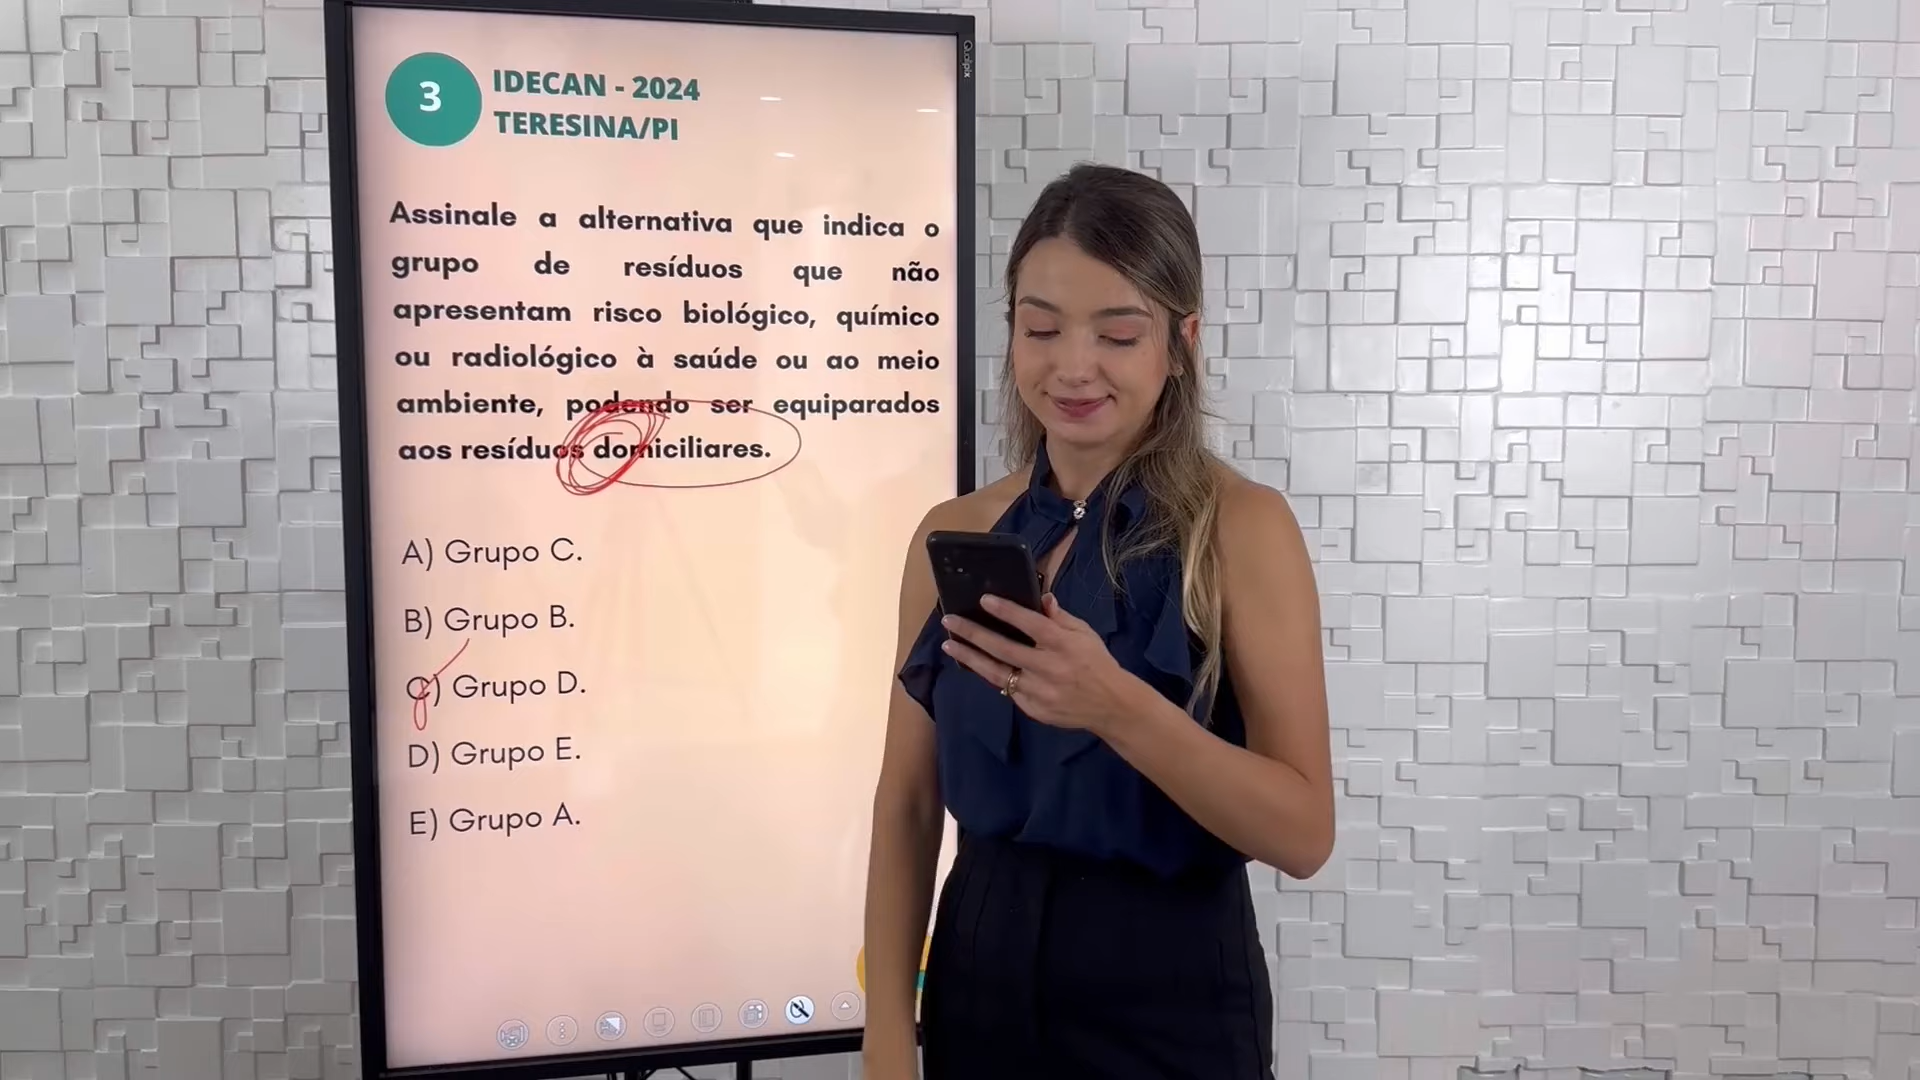 3
IDECAN - 2024
TERESINA/PI
Qualpix
Assinale a alternativa que indica o
grupo de resíduos que não
apresentam risco biológico, químico
ou radiológico à saúde ou ao meio
ambiente, podendo ser equiparados
aos resíduos domiciliares.
A) Grupo C.
B) Grupo B.
C) Grupo D.
D) Grupo E.
E) Grupo A.